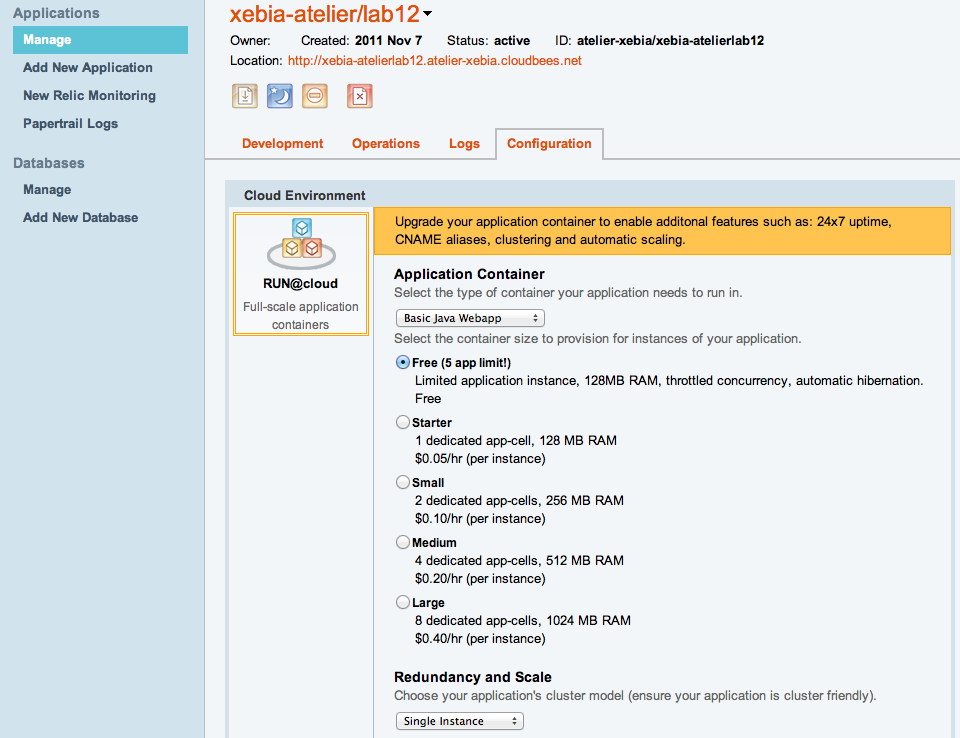 Applications
Manage
Add New Application
New Relic Monitoring
Papertrail Logs
Databases
Manage
Add New Database
xebia-atelier/lab12
Owner: Created: 2011 Nov 7 Status: active ID: atelier-xebia/xebia-atelierlab12
Location: http://xebia-atelierlab12.atelier-xebia.cloudbees.net
Development Operations Logs Configuration
Cloud Environment
RUN@cloud
Full-scale application
containers
Upgrade your application container to enable additonal features such as: 24x7 uptime,
CNAME aliases, clustering and automatic scaling.
Application Container
Select the type of container your application needs to run in.
Basic Java Webapp
Select the container size to provision for instances of your application.
Free (5 app limit!)
Limited application instance, 128MB RAM, throttled concurrency, automatic hibernation.
Free
Starter
1 dedicated app-cell, 128 MB RAM
$0.05/hr (per instance)
Small
2 dedicated app-cells, 256 MB RAM
$0.10/hr (per instance)
Medium
4 dedicated app-cells, 512 MB RAM
$0.20/hr (per instance)
Large
8 dedicated app-cells, 1024 MB RAM
$0.40/hr (per instance)
Redundancy and Scale
Choose your application's cluster model (ensure your application is cluster friendly).
Single Instance